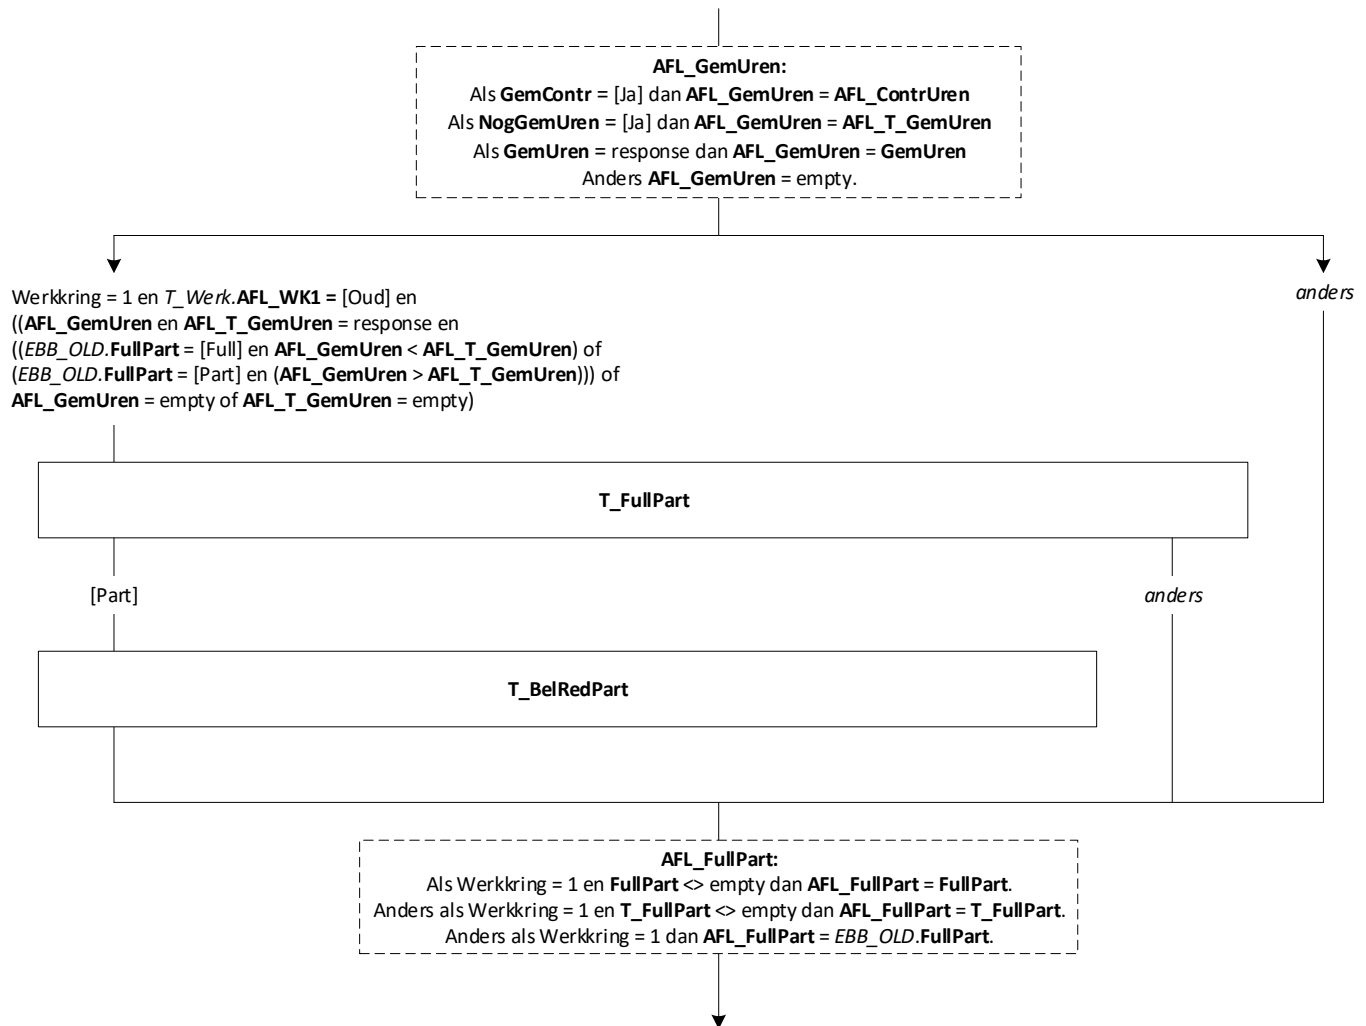 AFL_GemUren:
Als GemContr = [Ja] dan AFL_GemUren = AFL_ContrUren
Als NogGemUren = [Ja] dan AFL_GemUren = AFL_T_GemUren
Als GemUren = response dan AFL_GemUren = GemUren
Anders AFL_GemUren = empty.
Werkkring = 1 en T_Werk.AFL_WK1 = [Oud] en
((AFL_GemUren en AFL_T_GemUren = response en
((EBB_OLD.FullPart = [Full] en AFL_GemUren < AFL_T_GemUren) of
(EBB_OLD.FullPart = [Part] en (AFL_GemUren > AFL_T_GemUren))) of
AFL_GemUren = empty of AFL_T_GemUren = empty)
anders
T_FullPart
[Part]
anders
T_BelRedPart
AFL_FullPart:
Als Werkkring = 1 en FullPart <> empty dan AFL_FullPart = FullPart.
Anders als Werkkring = 1 en T_FullPart <> empty dan AFL_FullPart = T_FullPart.
Anders als Werkkring = 1 dan AFL_FullPart = EBB_OLD.FullPart.